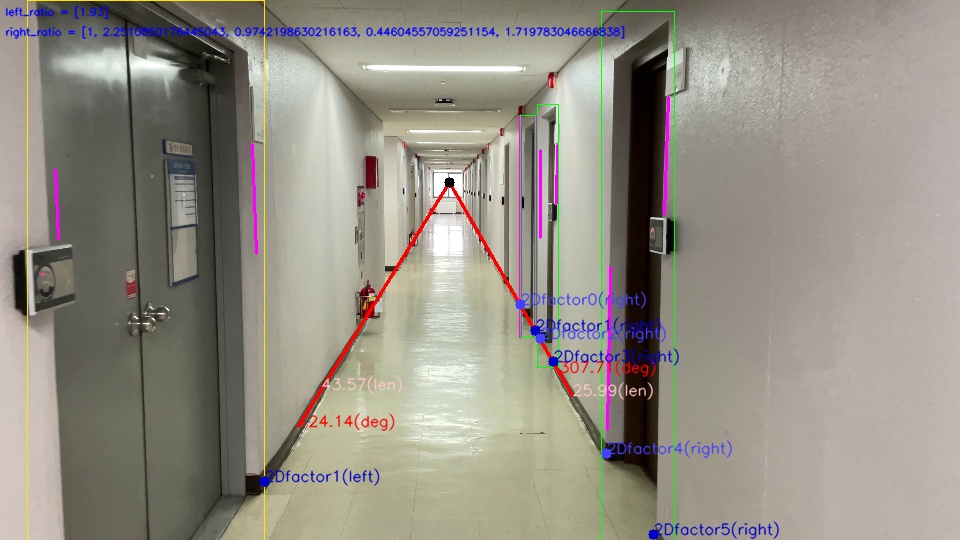 left_ratio = [1.93]
right_ratio = [1, 2.2510850176445043, 0.9742198630216163, 0.44604557059251154, 1.719783046666838]
2Dfactor0(right)
2Dfactor1(right)
2Dfactor2(right)
2Dfactor3(right)
307.71(deg)
43.57(len)
25.99(len)
24.14(deg)
2Dfactor4(right)
2Dfactor1(left)
2Dfactor5(right)